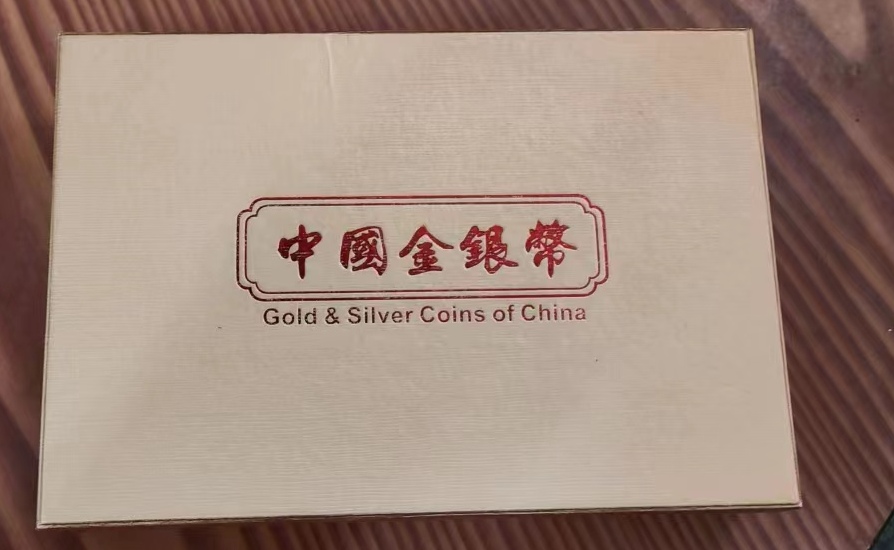 中國金銀幣
Gold & Silver Coins of China